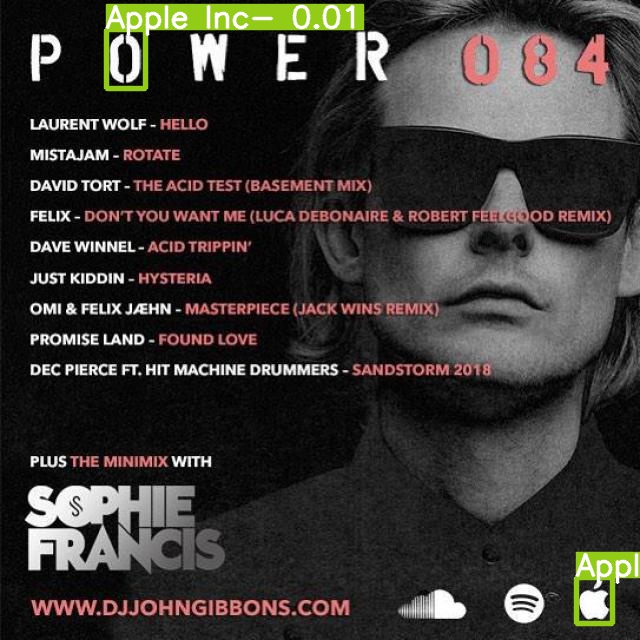 Apple Inc- 0.01
POWER 084
LAURENT WOLF - HELLO
MISTAJAM - ROTATE
DAVID TORT - THE ACID TEST (BASEMENT MIX)
FELIX - DON'T YOU WANT ME (LUCA DEBONAIRE & ROBERT FEELGOOD REMIX)
DAVE WINNEL - ACID TRIPPIN'
JUST KIDDIN - HYSTERIA
OMI & FELIX JÆHN - MASTERPIECE (JACK WINS REMIX)
PROMISE LAND - FOUND LOVE
DEC PIERCE FT. HIT MACHINE DRUMMERS - SANDSTORM 2018
PLUS THE MINIMIX WITH
SOPHIE
FRANCIS
Appl
WWW.DJJOHNGIBBONS.COM